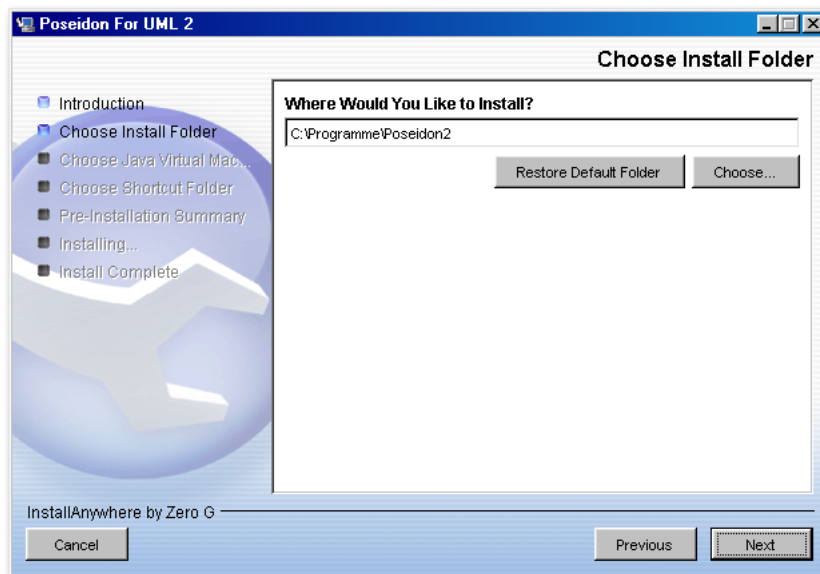 Poseidon For UML 2
Choose Install Folder
Introduction
Choose Install Folder
Choose Java Virtual Mac...
Choose Shortcut Folder
Pre-Installation Summary
Installing...
Install Complete
Where Would You Like to Install?
C:\Programme\Poseidon2
Restore Default Folder Choose...
InstallAnywhere by Zero G
Cancel Previous Next